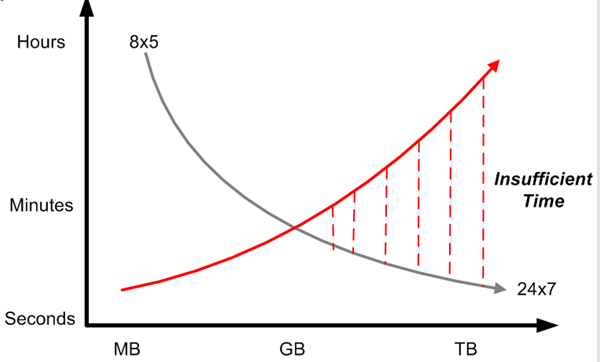 Hours
8x5
Insufficient
Time
Minutes
24x7
Seconds
MB GB TB